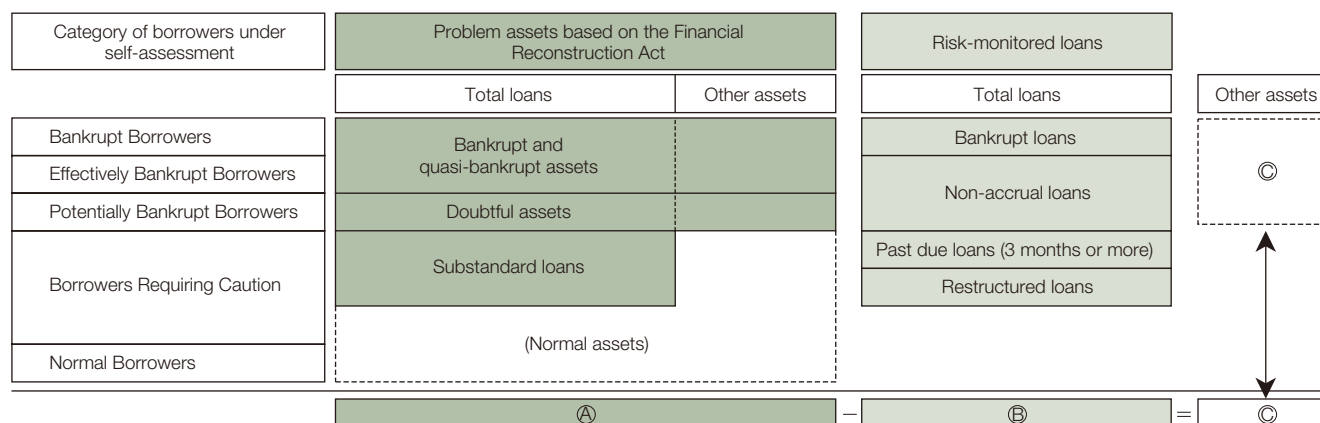 Category of borrowers under
self-assessment
Problem assets based on the Financial
Reconstruction Act
Risk-monitored loans
Total loans
Other assets
Total loans
Other assets
Bankrupt Borrowers
Effectively Bankrupt Borrowers
Potentially Bankrupt Borrowers
Borrowers Requiring Caution
Normal Borrowers
Bankrupt and
quasi-bankrupt assets
Doubtful assets
Substandard loans
(Normal assets)
Bankrupt loans
Non-accrual loans
Past due loans (3 months or more)
Restructured loans
Ⓒ
Ⓐ − Ⓑ = Ⓒ